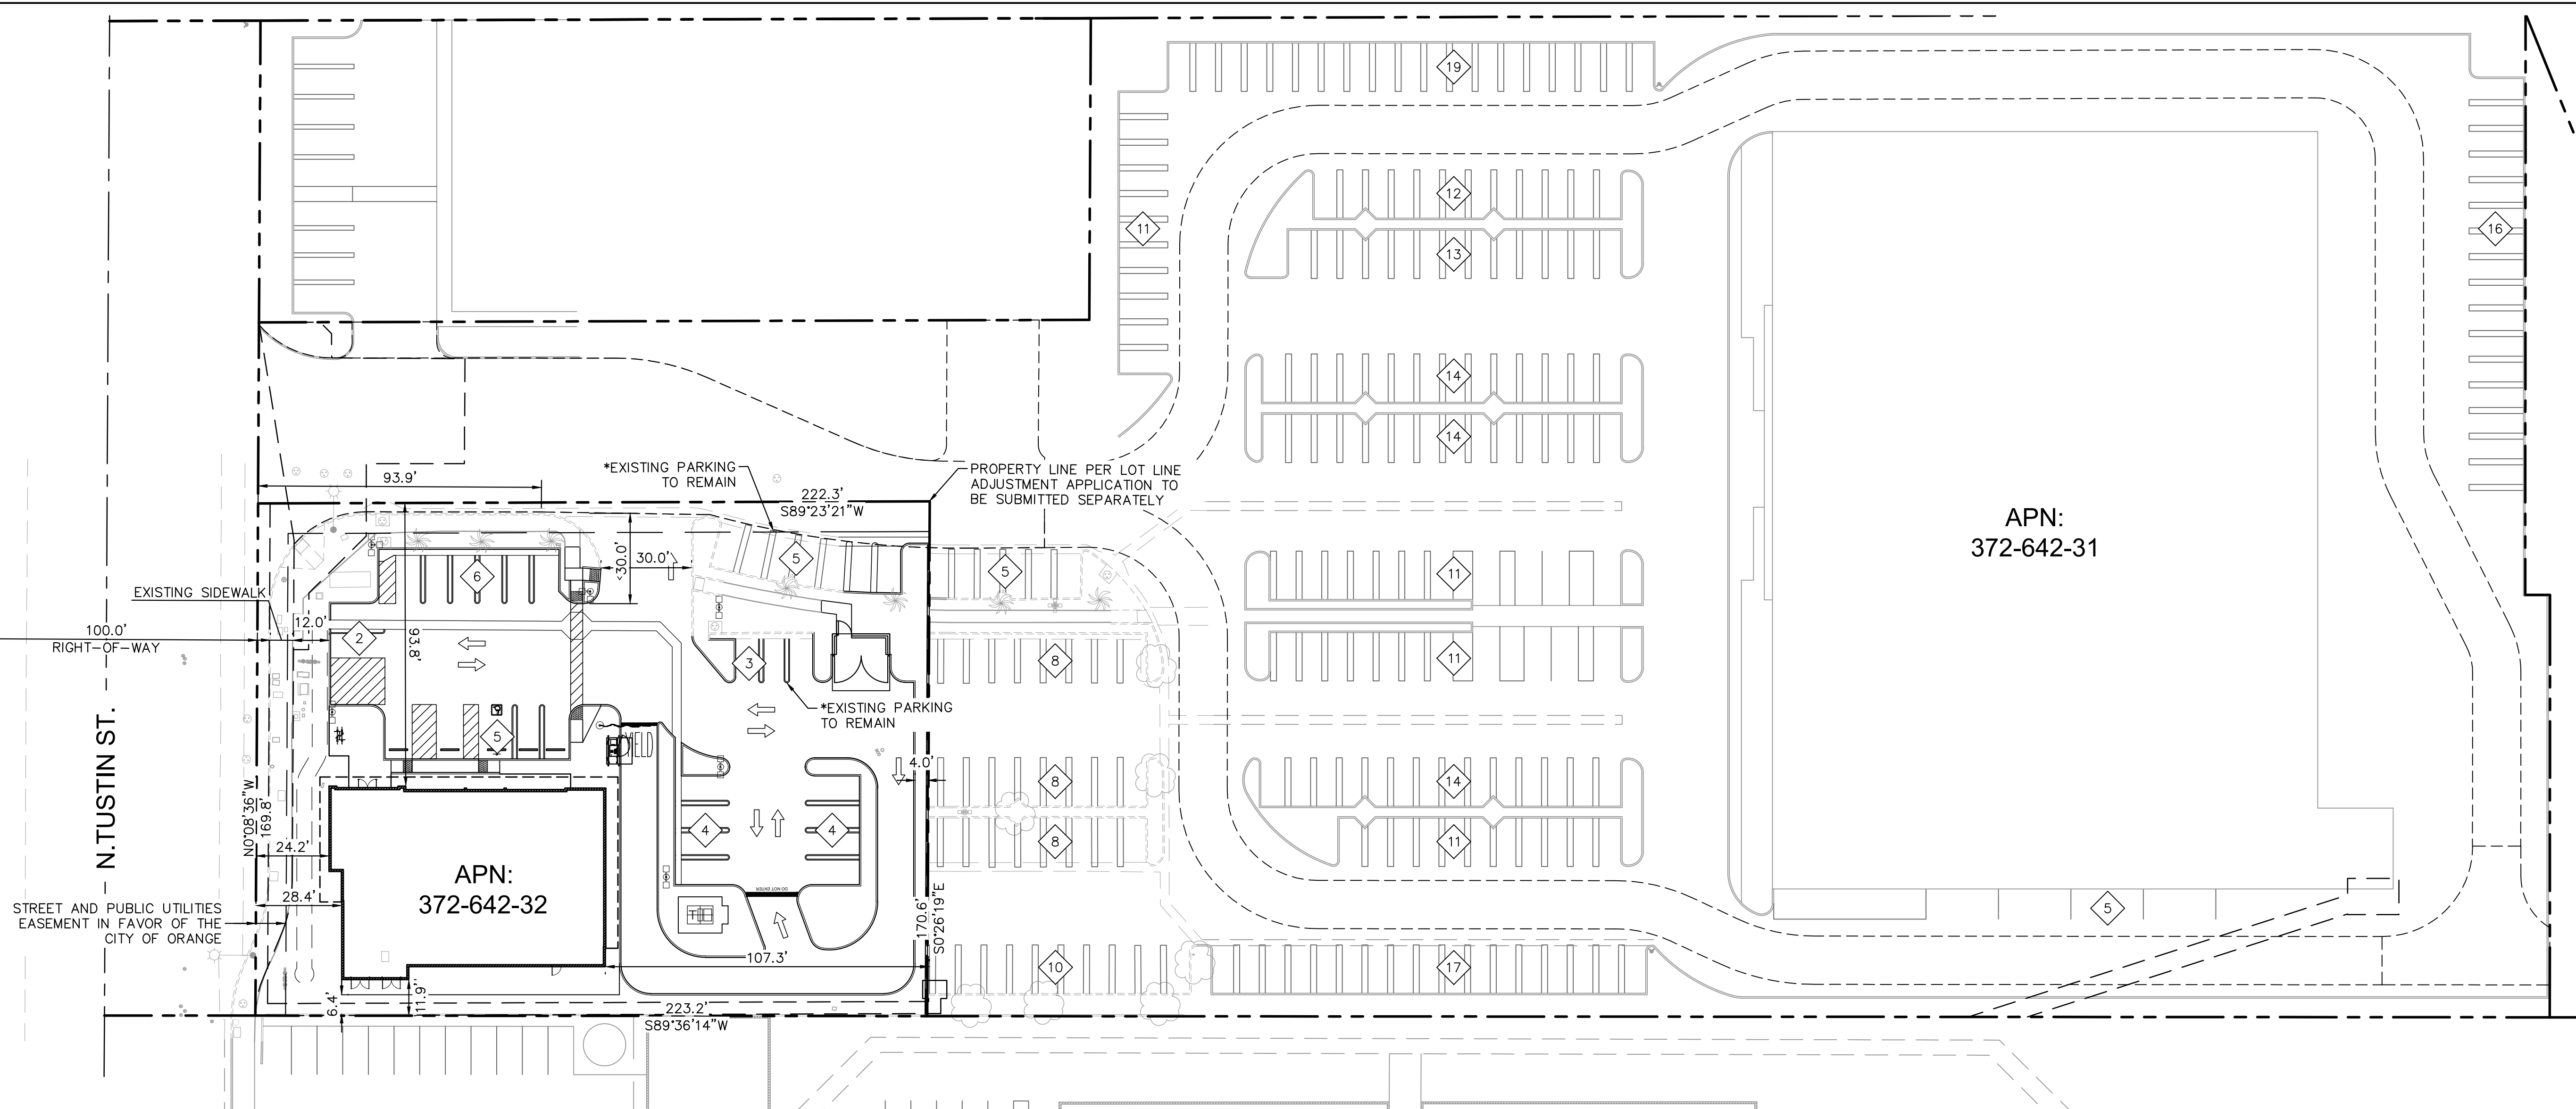 19
12
11
13
16
14
14
*EXISTING PARKING
TO REMAIN
93.9'
222.3'
S89°23'21"W
PROPERTY LINE PER LOT LINE
ADJUSTMENT APPLICATION TO
BE SUBMITTED SEPARATELY
APN:
372-642-31
5
5
6
<30.0'
30.0'
11
EXISTING SIDEWALK
12.0'
2
93.8'
100.0'
RIGHT-OF-WAY
3
8
11
*EXISTING PARKING
TO REMAIN
5
N.TUSTIN ST.
4.0'
8
14
N0°08'36"W
169.8'
24.2'
4
4
8
11
APN:
372-642-32
28.4'
DO NOT ENTER
STREET AND PUBLIC UTILITIES
EASEMENT IN FAVOR OF THE
CITY OF ORANGE
170.6'
S0°26'19"E
5
107.3'
10
17
6.4'
11.9'
223.2'
S89°36'14"W